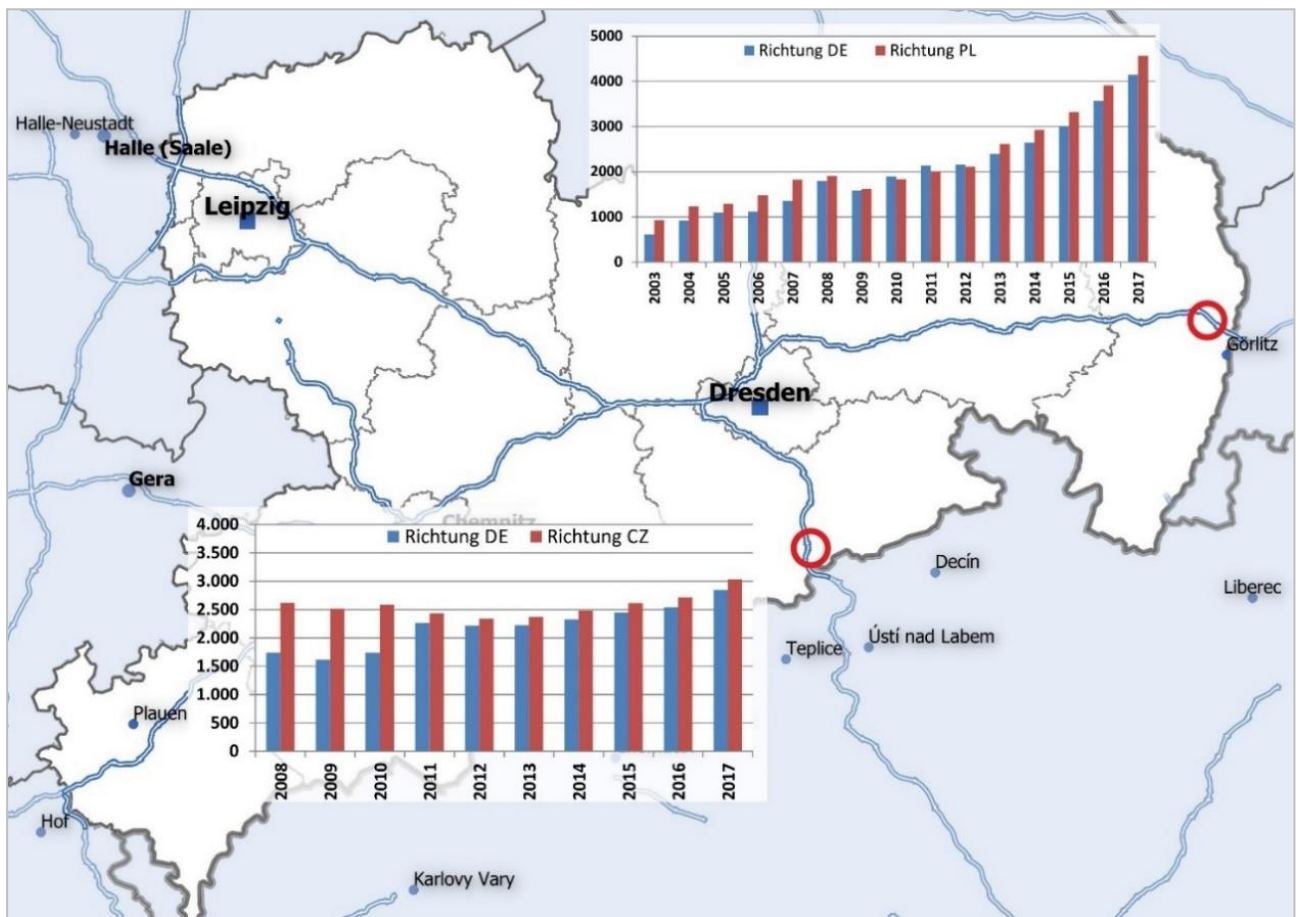 5000
Richtung DE
Richtung PL
4000
3000
2000
1000
0
2003
2004
2005
2006
2007
2008
2009
2010
2011
2012
2013
2014
2015
2016
2017
Halle-Neustadt
Halle (Saale)
Leipzig
Görlitz
Dresden
Gera
Chemnitz
4.000
Richtung DE
Richtung CZ
3.500
3.000
2.500
2.000
1.500
1.000
500
0
2008
2009
2010
2011
2012
2013
2014
2015
2016
2017
Decín
Liberec
Ústí nad Labem
Teplice
Plauen
Hof
Karlovy Vary